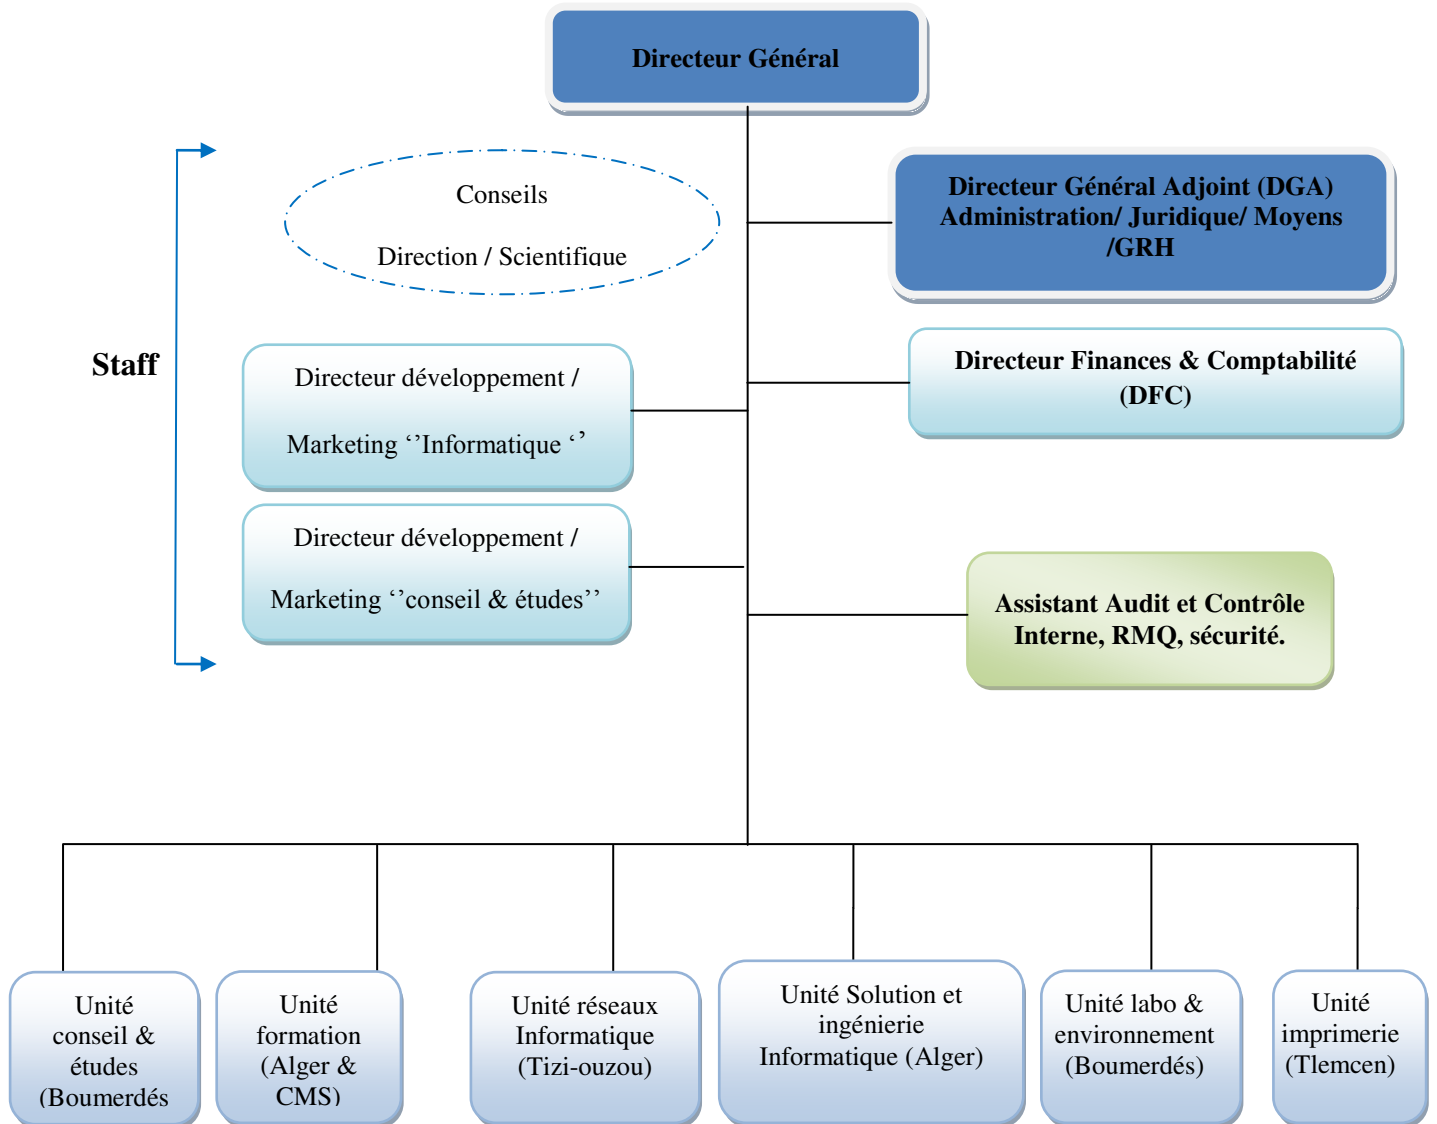 Directeur Général
Conseils
Direction / Scientifique
Directeur Général Adjoint (DGA)
Administration/ Juridique/ Moyens
/GRH
Staff
Directeur développement /
Marketing ‘’Informatique ‘’
Directeur Finances & Comptabilité
(DFC)
Directeur développement /
Marketing ‘’conseil & études’’
Assistant Audit et Contrôle
Interne, RMQ, sécurité.
Unité
conseil &
études
(Boumerdés
Unité
formation
(Alger &
CMS)
Unité réseaux
Informatique
(Tizi-ouzou)
Unité Solution et
ingénierie
Informatique (Alger)
Unité labo &
environnement
(Boumerdés)
Unité
imprimerie
(Tlemcen)